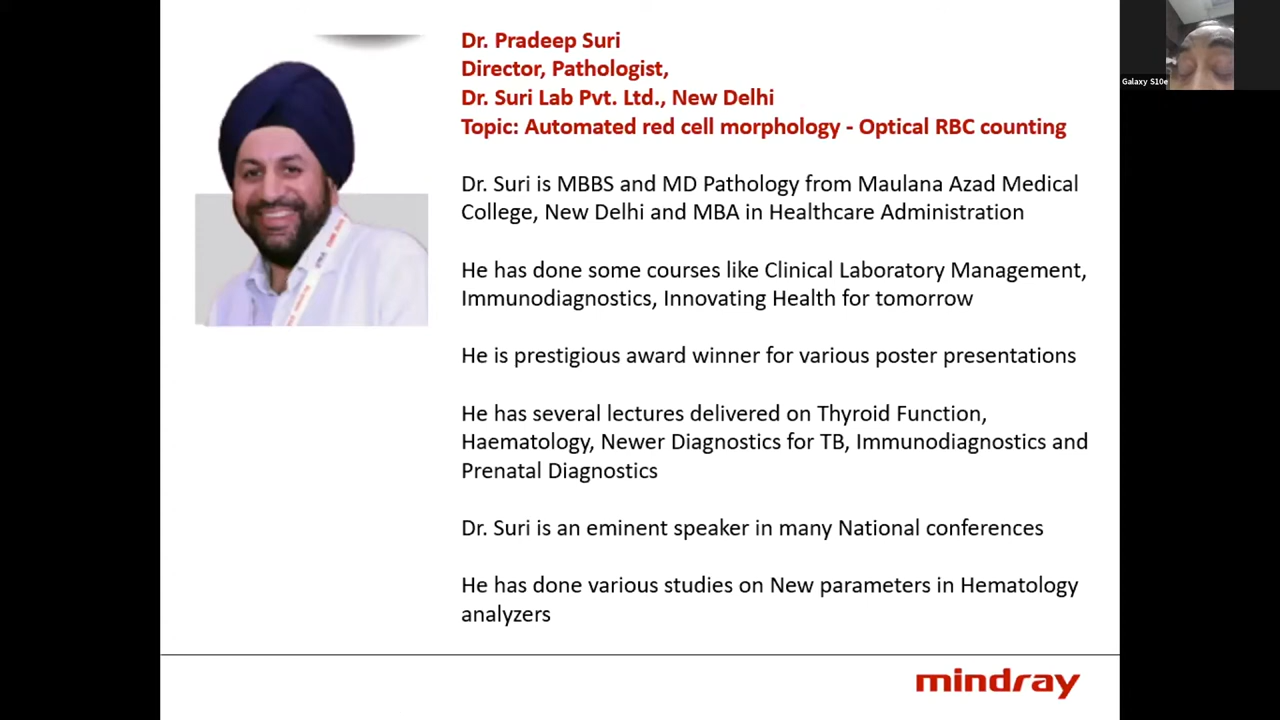 Dr. Pradeep Suri
Director, Pathologist,
Dr. Suri Lab Pvt. Ltd., New Delhi
Topic: Automated red cell morphology - Optical RBC counting
Dr. Suri is MBBS and MD Pathology from Maulana Azad Medical
College, New Delhi and MBA in Healthcare Administration
He has done some courses like Clinical Laboratory Management,
Immunodiagnostics, Innovating Health for tomorrow
He is prestigious award winner for various poster presentations
He has several lectures delivered on Thyroid Function,
Haematology, Newer Diagnostics for TB, Immunodiagnostics and
Prenatal Diagnostics
Dr. Suri is an eminent speaker in many National conferences
He has done various studies on New parameters in Hematology
analyzers
mindray
Galaxy S10e